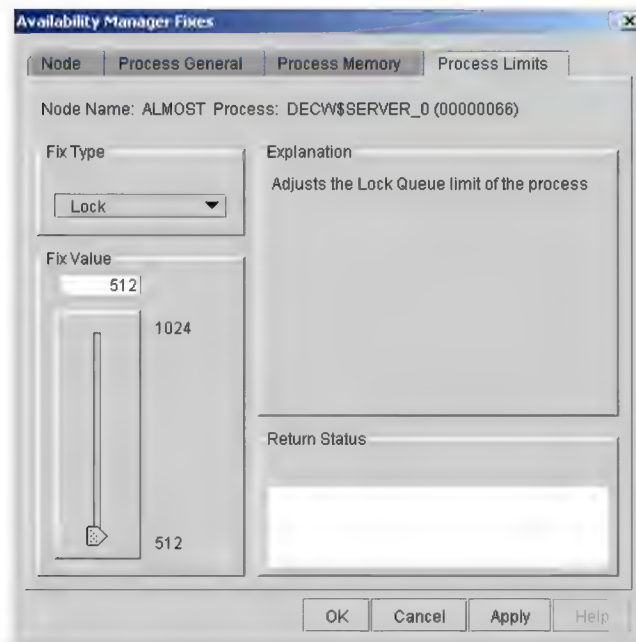 Availability Manager Fixes
Node
Process General
Process Memory
Process Limits
Node Name: ALMOST Process: DECW$SERVER_0 (00000066)
Fix Type
Lock
Explanation
Adjusts the Lock Queue limit of the process
Fix Value
512
1024
512
Return Status
OK
Cancel
Apply
Help